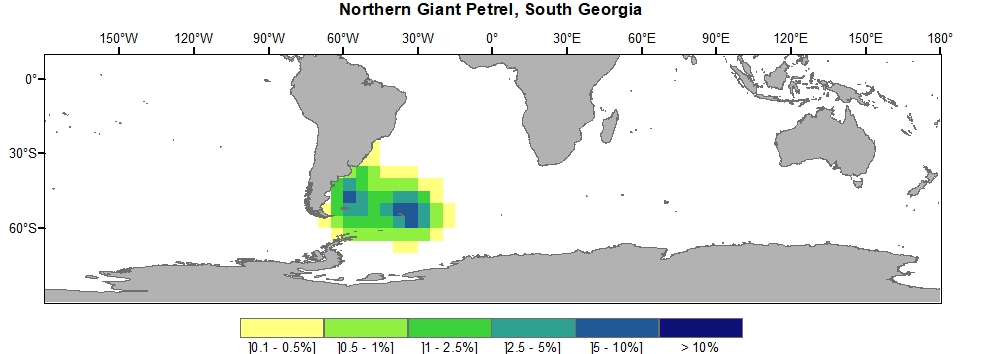 Northern Giant Petrel, South Georgia
150°W 120°W 90°W 60°W 30°W 0° 30°E 60°E 90°E 120°E 150°E 180°
0°
30°S
60°S
]0.1 - 0.5%] ]0.5 - 1%] ]1 - 2.5%] ]2.5 - 5%] ]5 - 10%] > 10%